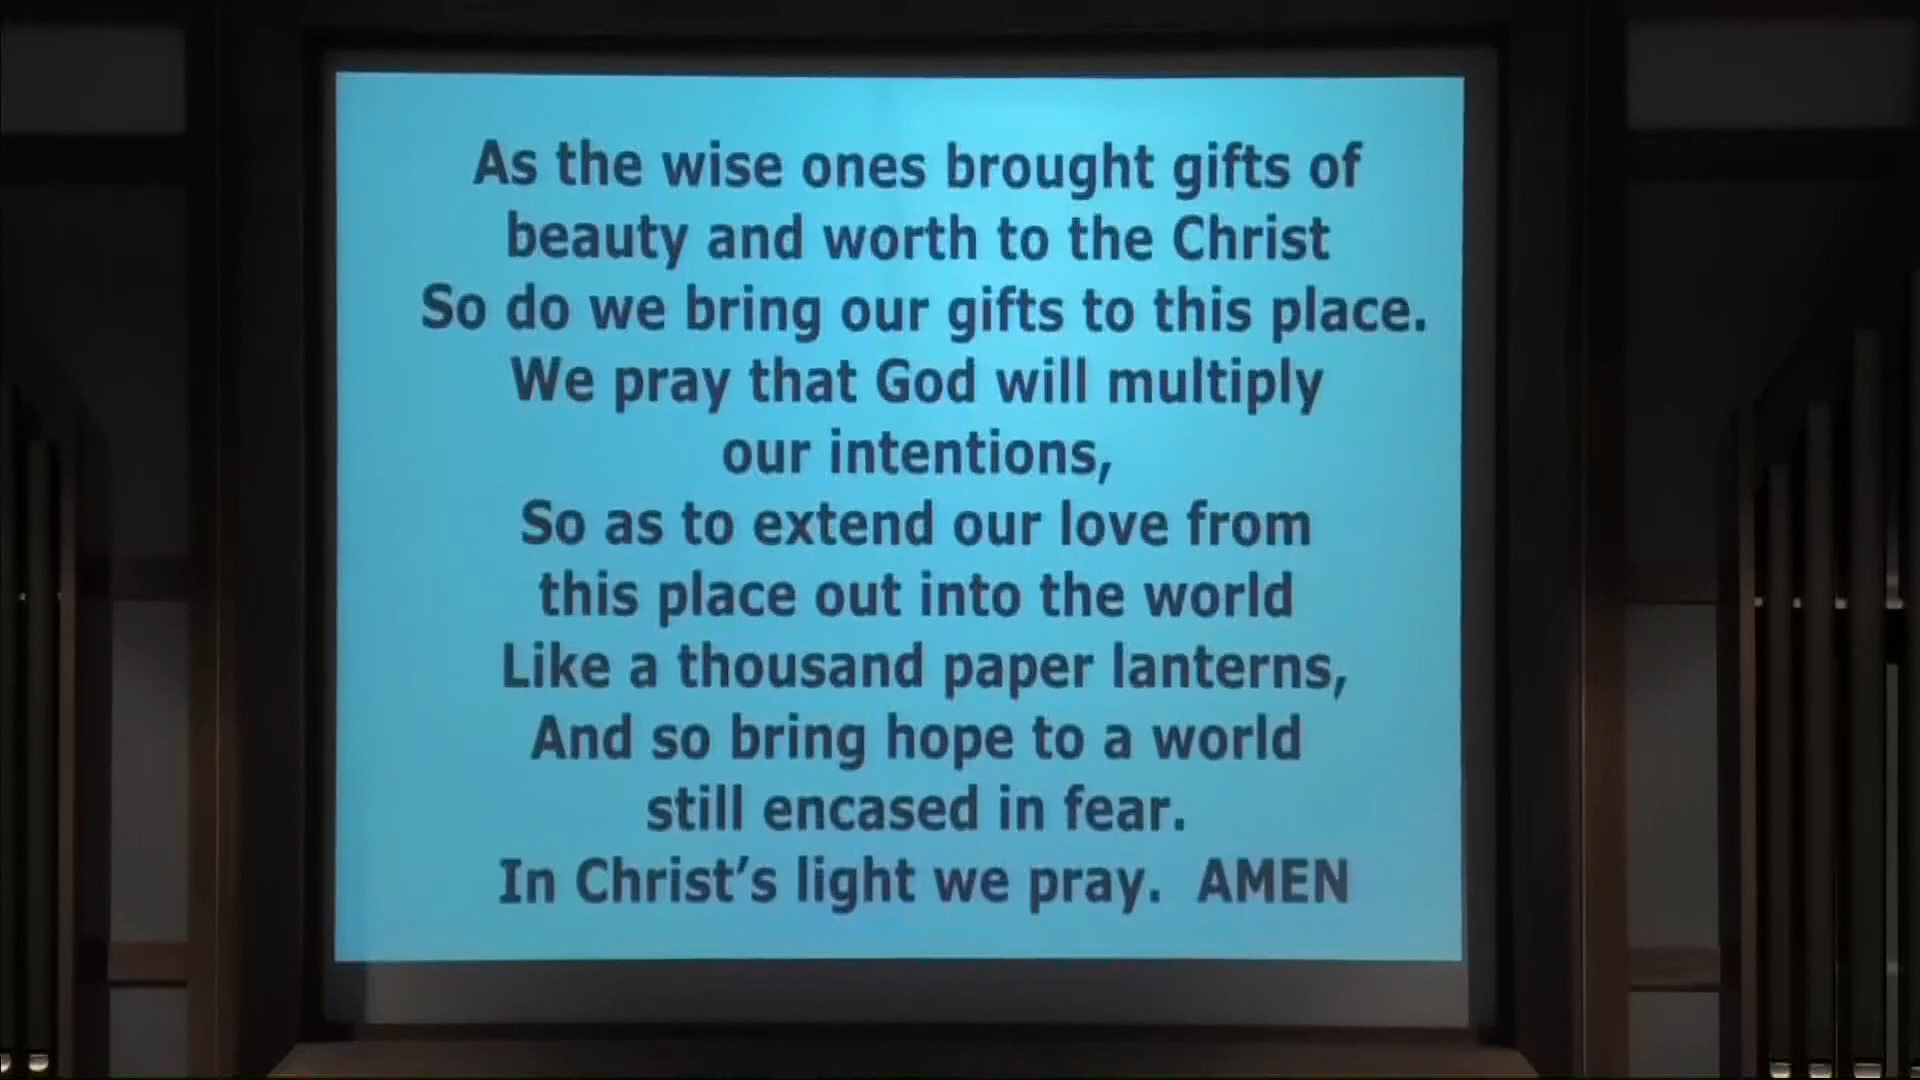 As the wise ones brought gifts of
beauty and worth to the Christ
So do we bring our gifts to this place.
We pray that God will multiply
our intentions,
So as to extend our love from
this place out into the world
Like a thousand paper lanterns,
And so bring hope to a world
still encased in fear.
In Christ's light we pray.  AMEN